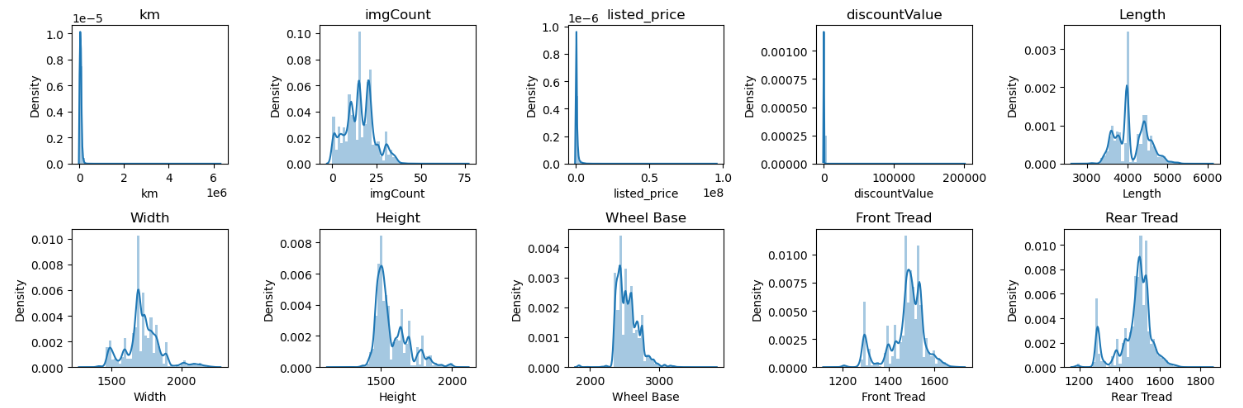 km
1e−5
1.0
0.8
0.6
0.4
0.2
0.0
Density
0
2
4
6
1e6
km
imgCount
0.10
0.08
0.06
0.04
0.02
0.00
Density
0
25
50
75
imgCount
listed_price
1e−6
1.0
0.8
0.6
0.4
0.2
0.0
Density
0.0
0.5
1.0
1e8
listed_price
discountValue
0.00100
0.00075
0.00050
0.00025
0.00000
Density
0
100000
200000
discountValue
Length
0.003
0.002
0.001
0.000
Density
3000
4000
5000
6000
Length
Width
0.010
0.008
0.006
0.004
0.002
0.000
Density
1500
2000
Width
Height
0.008
0.006
0.004
0.002
0.000
Density
1500
2000
Height
Wheel Base
0.004
0.003
0.002
0.001
0.000
Density
2000
3000
Wheel Base
Front Tread
0.0100
0.0075
0.0050
0.0025
0.0000
Density
1200
1400
1600
Front Tread
Rear Tread
0.010
0.008
0.006
0.004
0.002
0.000
Density
1200
1400
1600
1800
Rear Tread